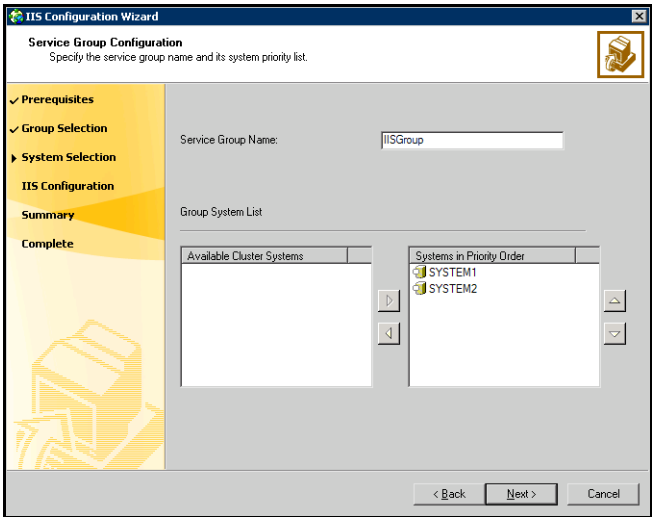 IIS Configuration Wizard
Service Group Configuration
Specify the service group name and its system priority list.
Prerequisites
Group Selection
System Selection
IIS Configuration
Summary
Complete
Service Group Name:
IISGroup
Group System List
Available Cluster Systems
Systems in Priority Order
SYSTEM1
SYSTEM2
< Back
Next >
Cancel